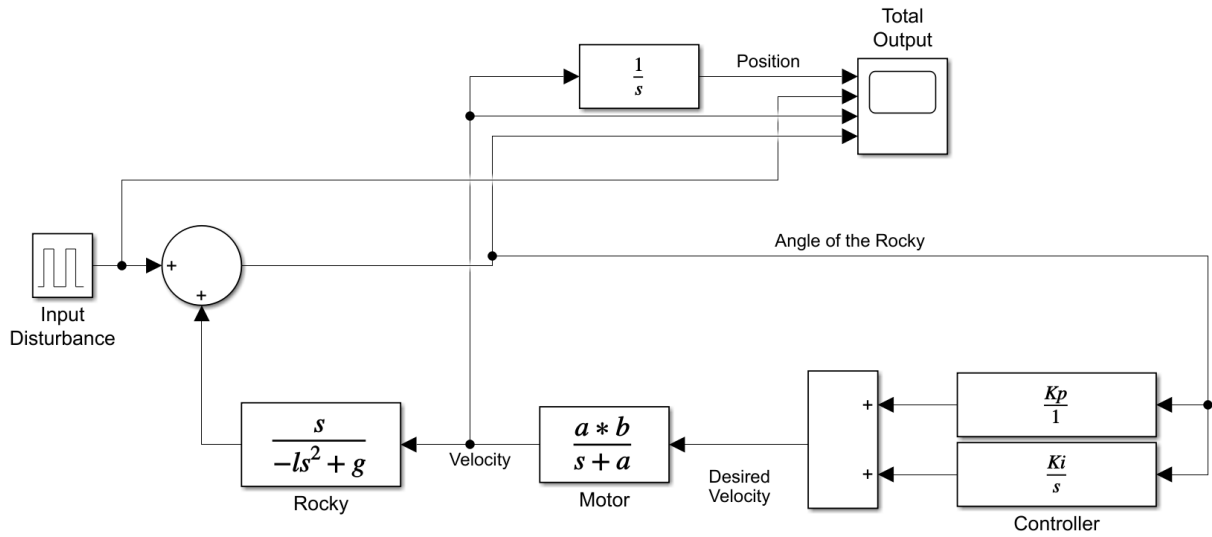 Total
Output
1
s
Position
Angle of the Rocky
+
+
Input
Disturbance
s
-ls² + g
Rocky
Velocity
a * b
s + a
Motor
Desired
Velocity
+
+
Kp
1
Ki
s
Controller